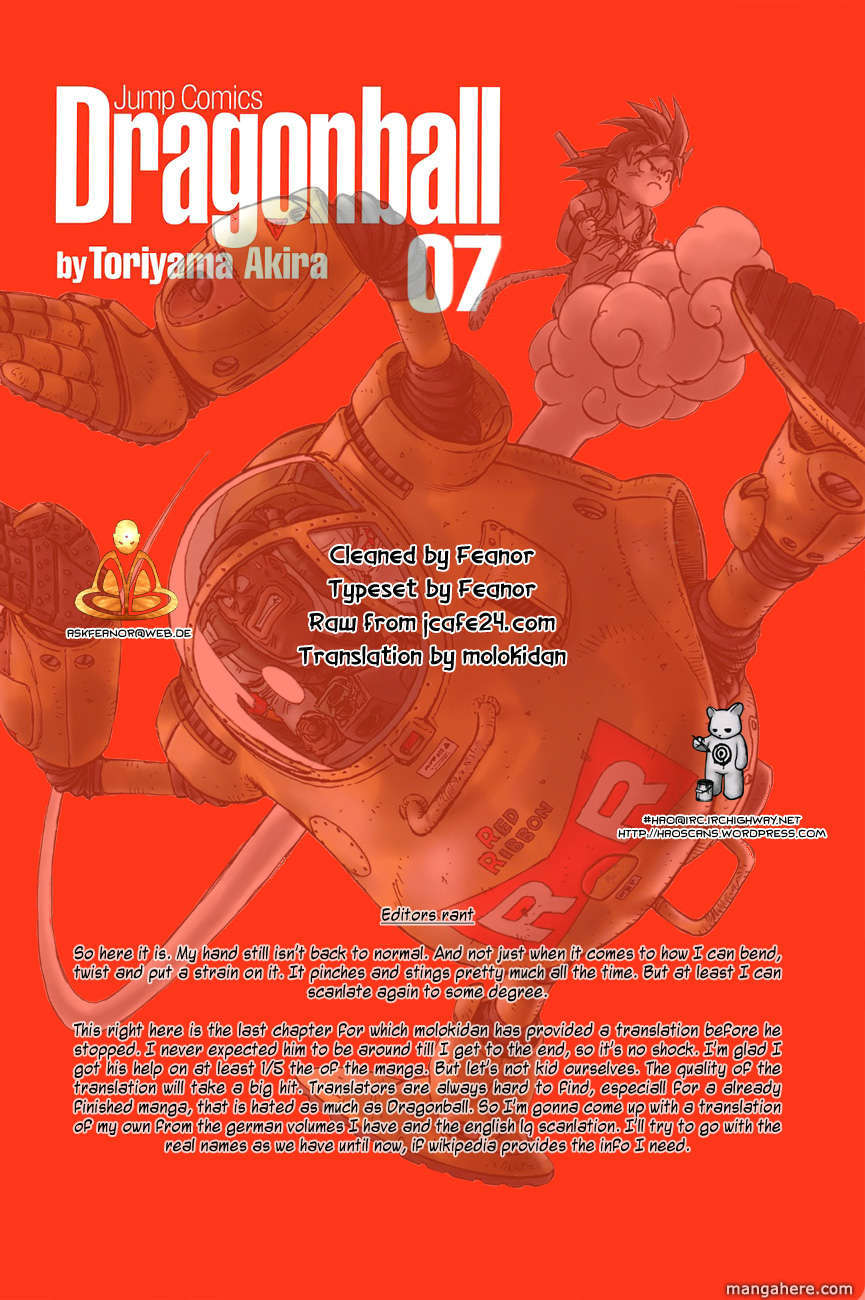 Jump Comics
Dragonball
by Toriyama Akira
07
Cleaned by Feanor
Typeset by Feanor
Raw from jcafe24.com
Translation by molokidan
ASKFEANOR@WEB.DE
#HAO@IRC.IRCHIGHWAY.NET
HTTP://HAOSCANS.WORDPRESS.COM
RED
RIBBON
R R
Editors rant
So here it is. My hand still isn't back to normal. And not just when it comes to how I can bend,
twist and put a strain on it. It pinches and stings pretty much all the time. But at least I can
scanlate again to some degree.
This right here is the last chapter for which molokidan has provided a translation before he
stopped. I never expected him to be around till I get to the end, so it's no shock. I'm glad I
got his help on at least 1/5 the of the manga. But let's not kid ourselves. The quality of the
translation will take a big hit. Translators are always hard to find, especiall for a already
finished manga, that is hated as much as Dragonball. So I'm gonna come up with a translation
of my own from the german volumes I have and the english lq scanlation. I'll try to go with the
real names as we have until now, if wikipedia provides the info I need.
mangahere.com